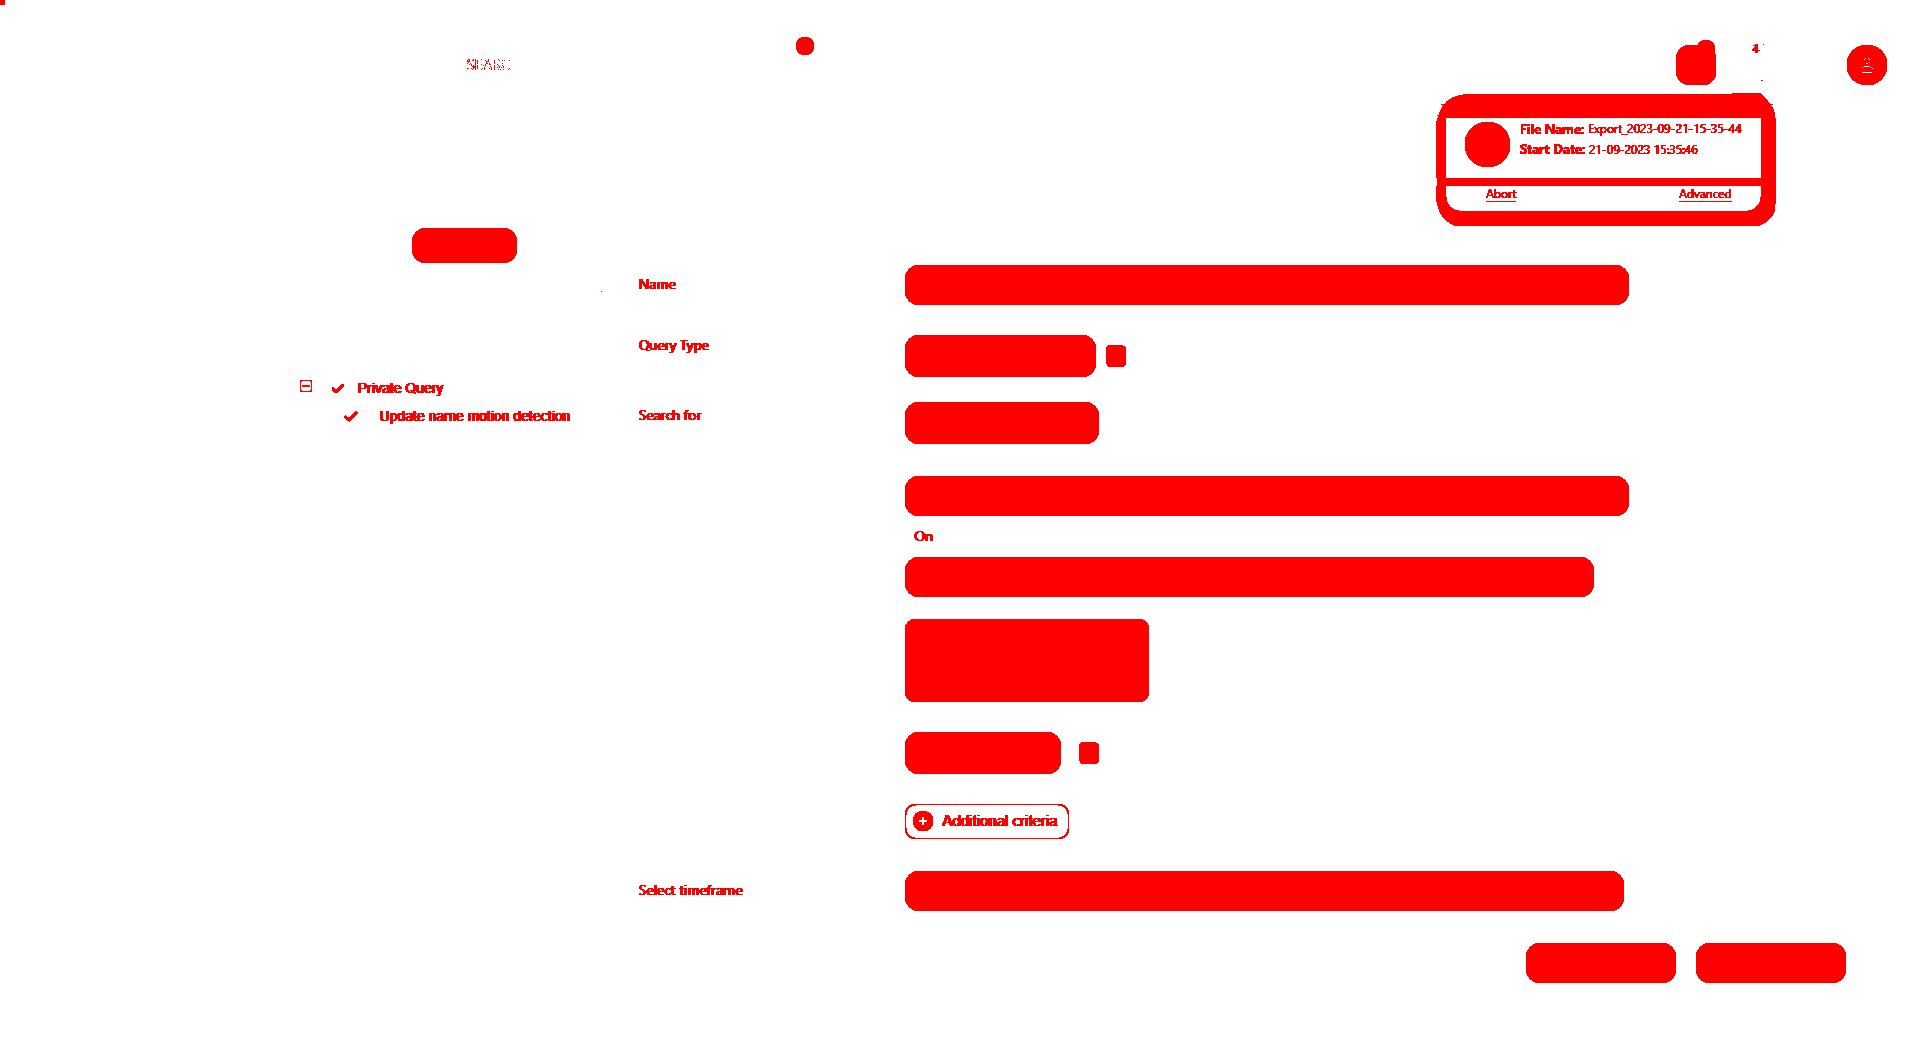 4
File Name: Export_2023-09-21-15-35-44
Start Date: 21-09-2023 15:35:46
Abort Advanced
Name
Query Type
Private Query
Update name motion detection
Search for
On
Additional criteria
Select timeframe